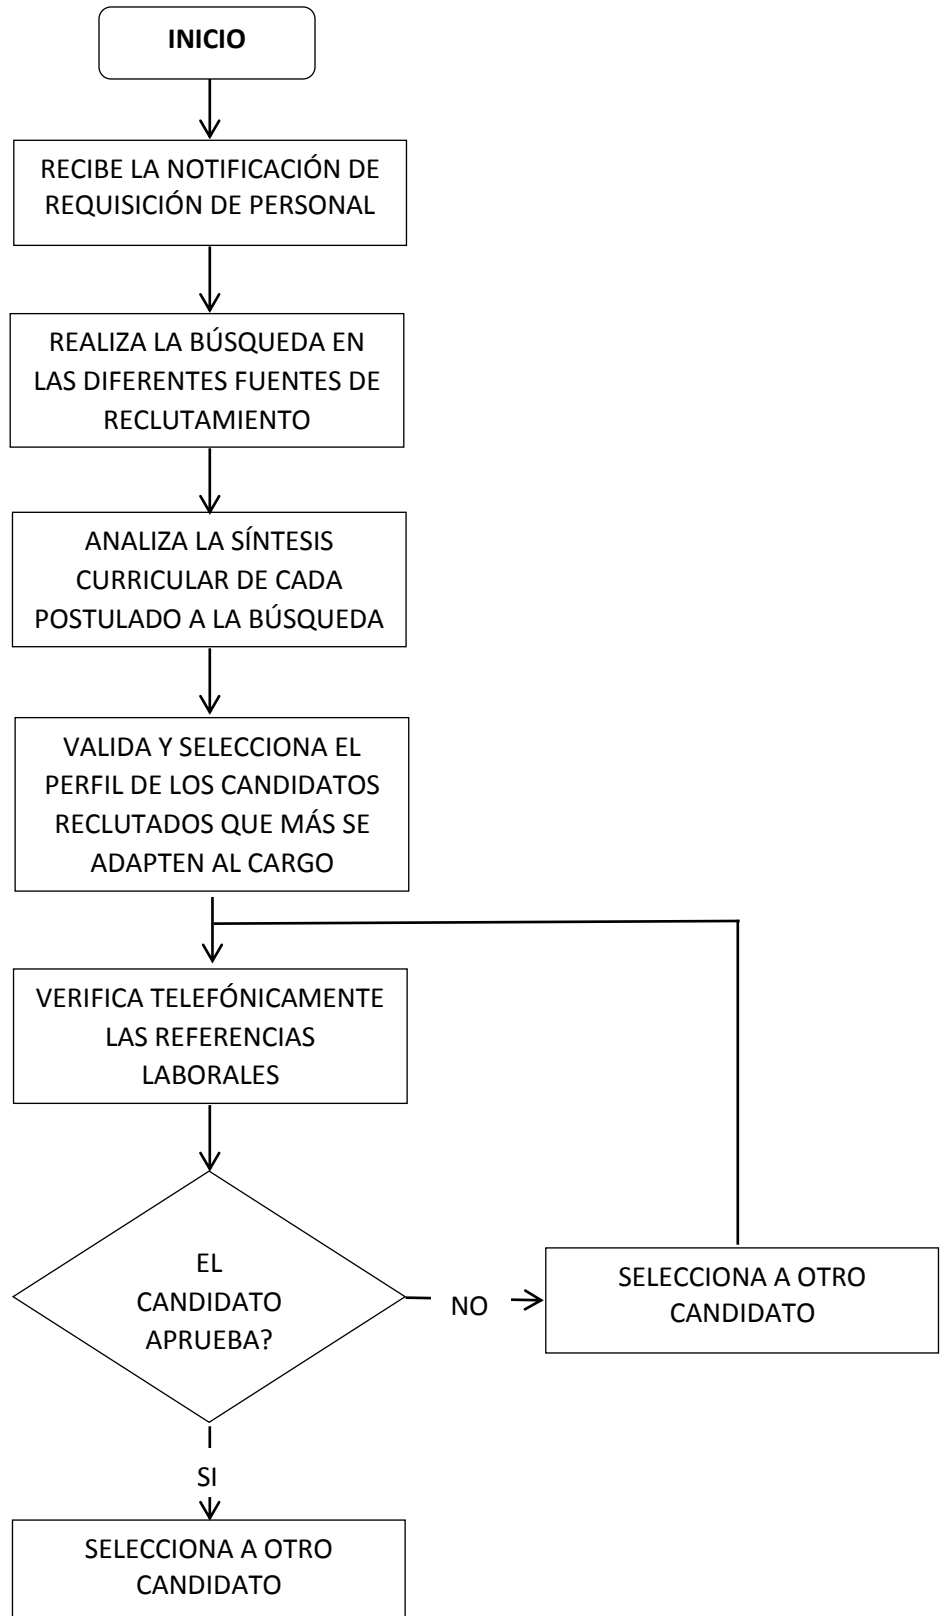 INICIO
RECIBE LA NOTIFICACIÓN DE
REQUISICIÓN DE PERSONAL
REALIZA LA BÚSQUEDA EN
LAS DIFERENTES FUENTES DE
RECLUTAMIENTO
ANALIZA LA SÍNTESIS
CURRICULAR DE CADA
POSTULADO A LA BÚSQUEDA
VALIDA Y SELECCIONA EL
PERFIL DE LOS CANDIDATOS
RECLUTADOS QUE MÁS SE
ADAPTEN AL CARGO
VERIFICA TELEFÓNICAMENTE
LAS REFERENCIAS
LABORALES
EL
CANDIDATO
APRUEBA?
NO
SELECCIONA A OTRO
CANDIDATO
SI
SELECCIONA A OTRO
CANDIDATO